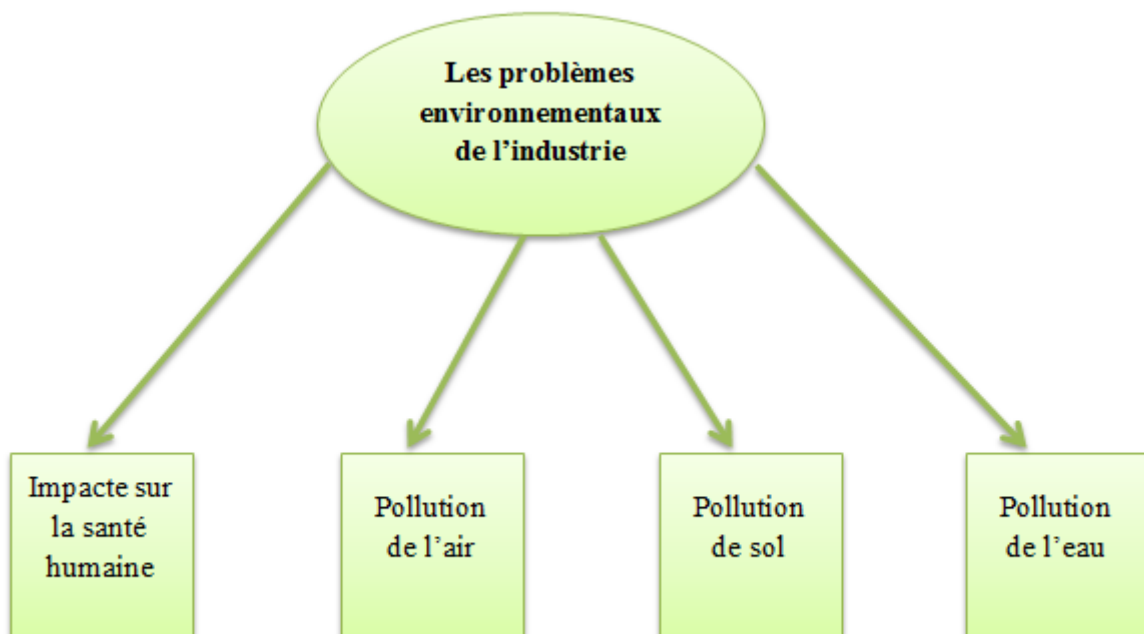 Les problèmes
environnementaux
de l’industrie
Impacte sur
la santé
humaine
Pollution
de l’air
Pollution
de sol
Pollution
de l’eau